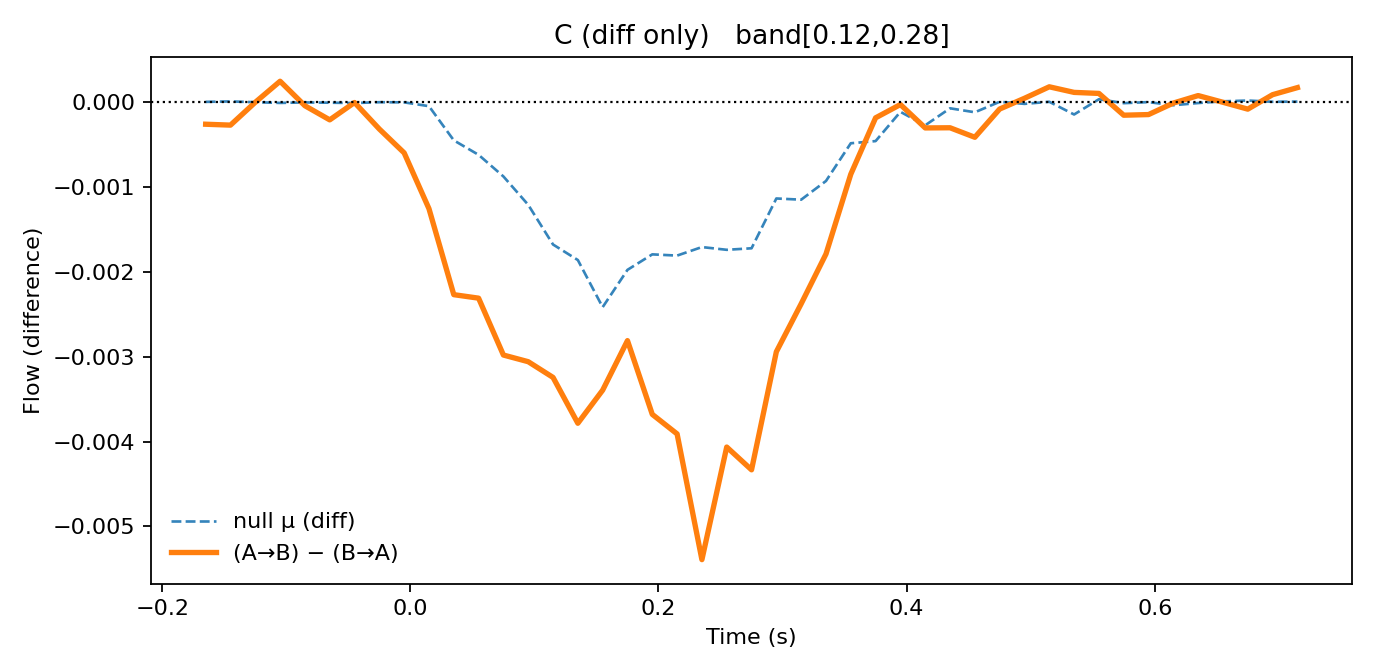 C (diff only)   band[0.12,0.28]
0.000
−0.001
−0.002
−0.003
−0.004
−0.005
Flow (difference)
null μ (diff)
(A→B) − (B→A)
−0.2
0.0
0.2
0.4
0.6
Time (s)